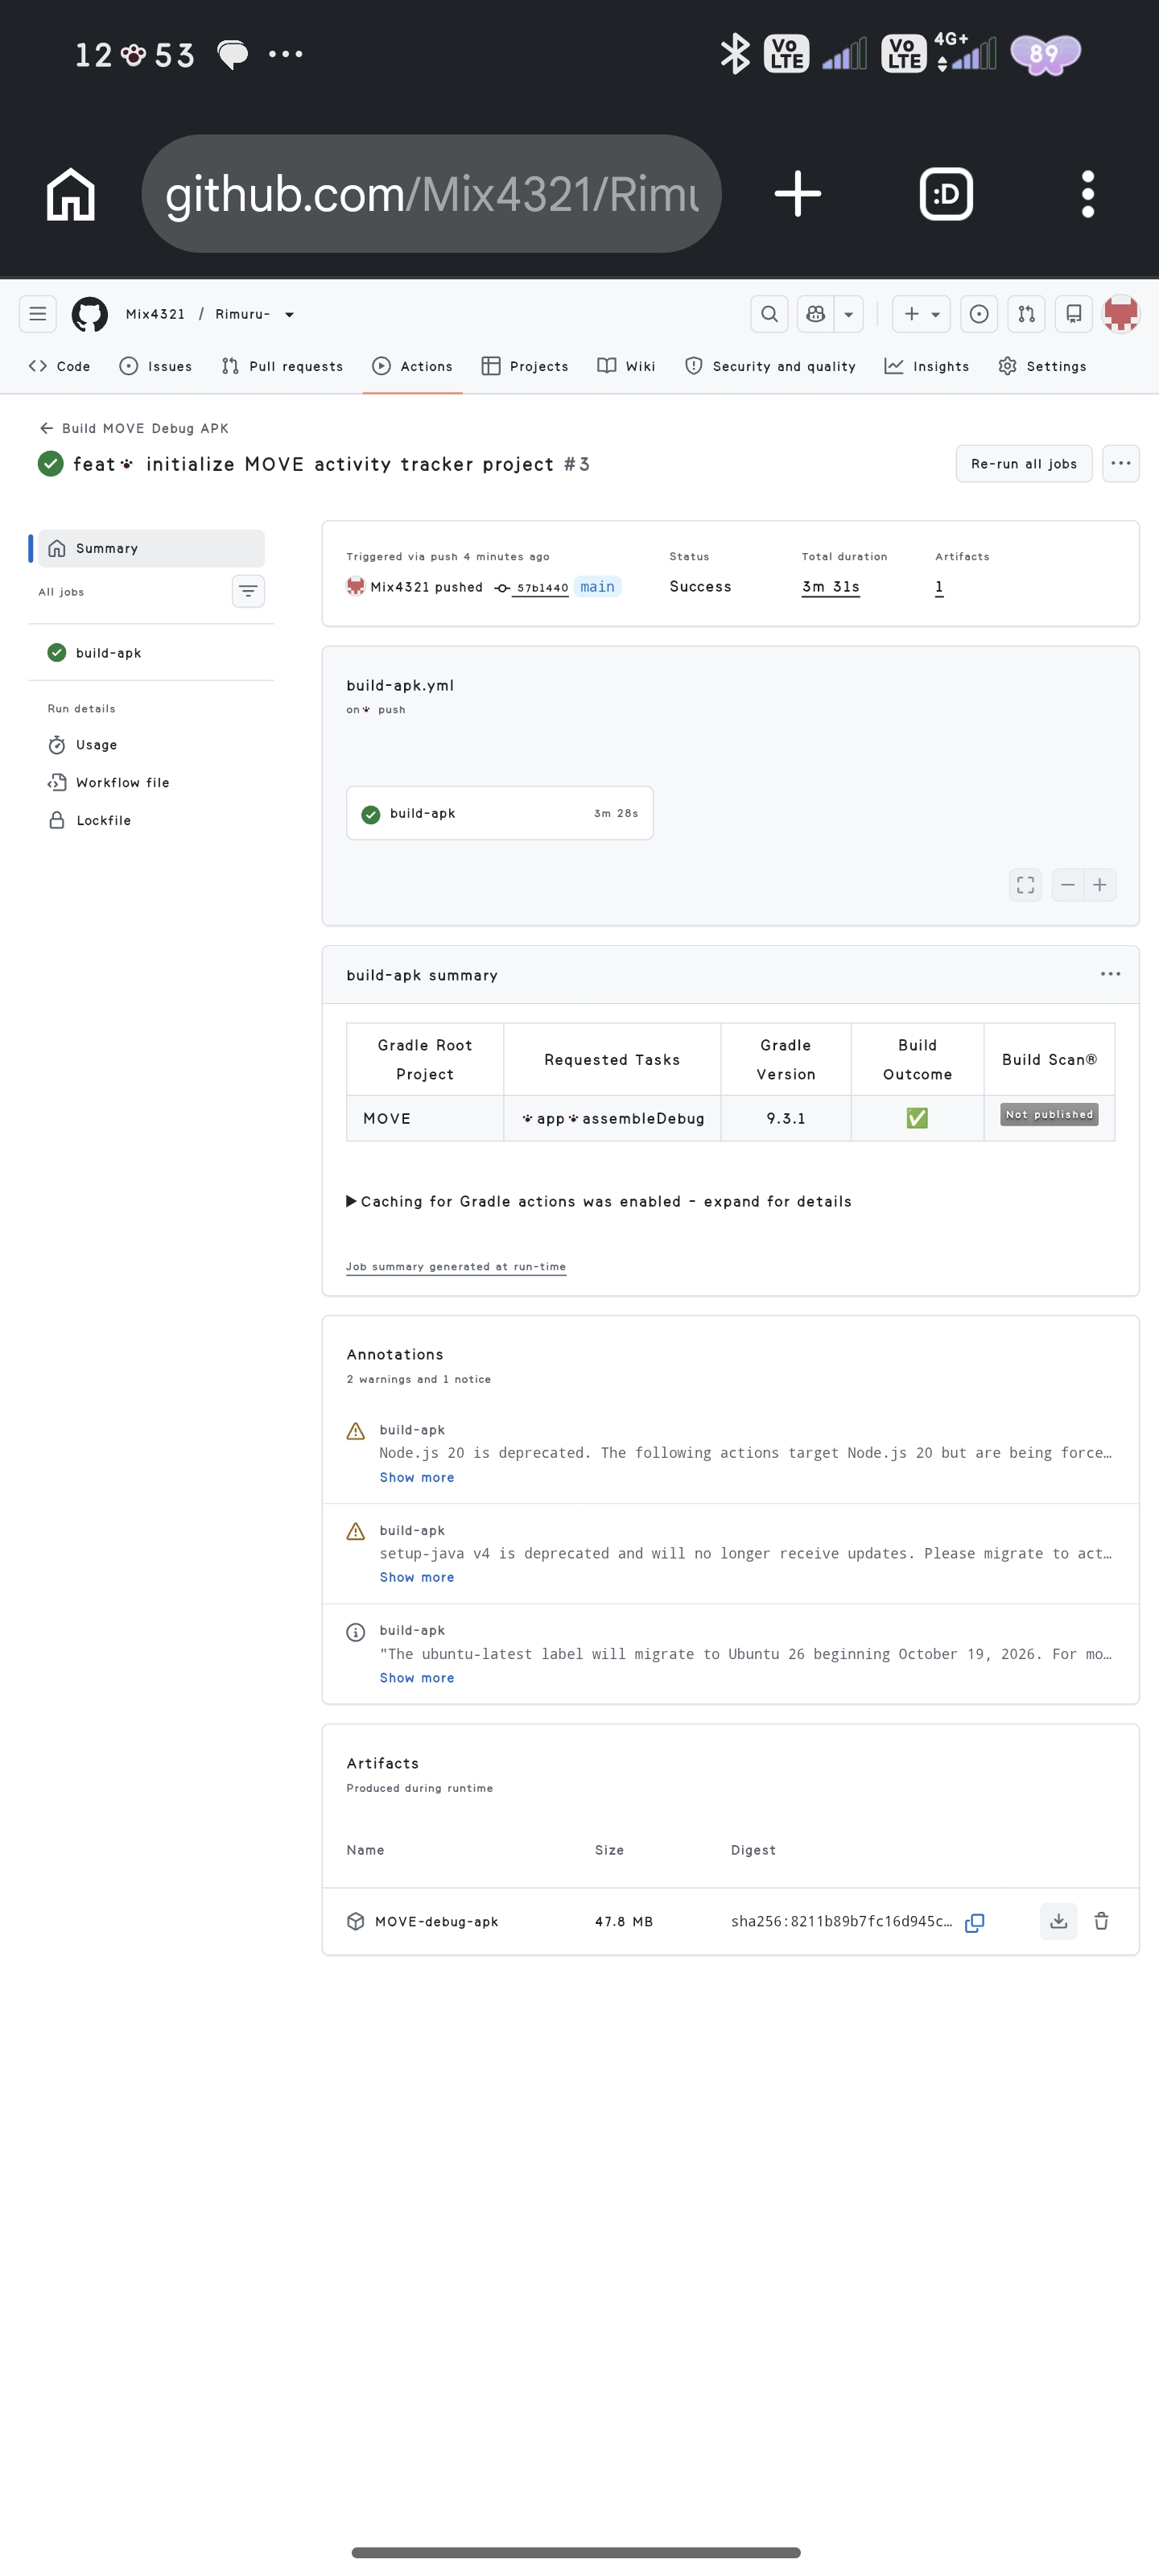 12 53
Vo LTE
Vo LTE
4G+
89
github.com/Mix4321/Rimu
:D
Mix4321 / Rimuru-
Code
Issues
Pull requests
Actions
Projects
Wiki
Security and quality
Insights
Settings
Build MOVE Debug APK
feat initialize MOVE activity tracker project #3
Re-run all jobs
Summary
All jobs
build-apk
Run details
Usage
Workflow file
Lockfile
Triggered via push 4 minutes ago
Mix4321 pushed 57b1440 main
Status
Success
Total duration
3m 31s
Artifacts
1
build-apk.yml
on push
build-apk 3m 28s
build-apk summary
Gradle Root Project
Requested Tasks
Gradle Version
Build Outcome
Build Scan®
MOVE
app assembleDebug
9.3.1
✅
Not published
Caching for Gradle actions was enabled - expand for details
Job summary generated at run-time
Annotations
2 warnings and 1 notice
build-apk
Node.js 20 is deprecated. The following actions target Node.js 20 but are being force…
Show more
build-apk
setup-java v4 is deprecated and will no longer receive updates. Please migrate to act…
Show more
build-apk
"The ubuntu-latest label will migrate to Ubuntu 26 beginning October 19, 2026. For mo…
Show more
Artifacts
Produced during runtime
Name
Size
Digest
MOVE-debug-apk
47.8 MB
sha256:8211b89b7fc16d945c…